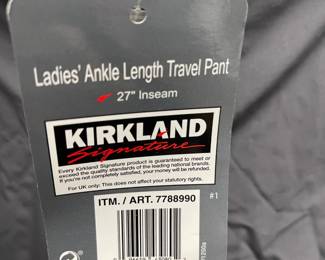 Ladies' Ankle Length Travel Pant
27" Inseam
KIRKLAND
Signature
Every Kirkland Signature product is guaranteed to meet or
exceed the quality standards of the leading national brands.
If you're not completely satisfied, your money will be refunded.
For UK only: This does not affect your statutory rights.
ITM. / ART. 7788990
#1